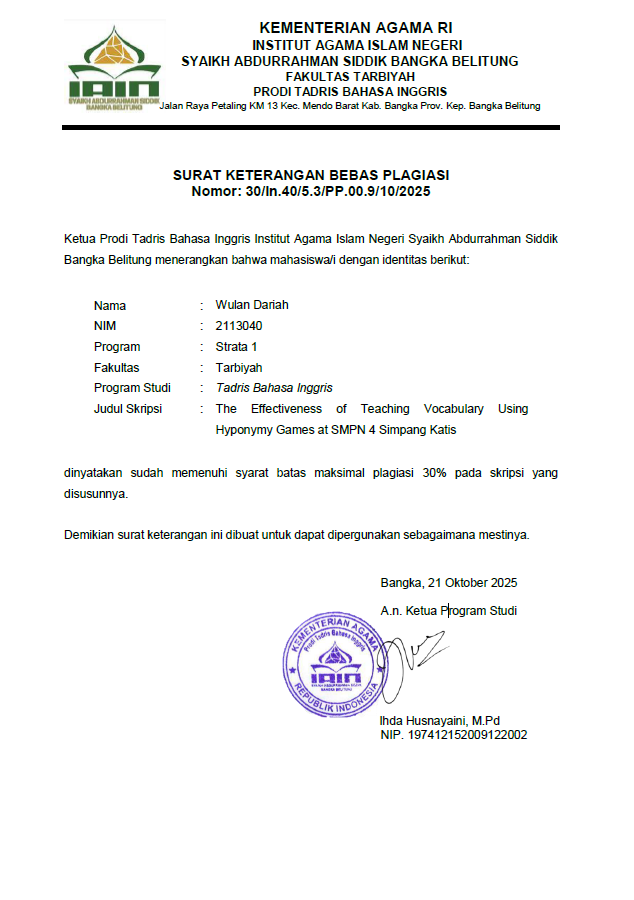 KEMENTERIAN AGAMA RI
INSTITUT AGAMA ISLAM NEGERI
SYAIKH ABDURRAHMAN SIDDIK BANGKA BELITUNG
FAKULTAS TARBIYAH
PRODI TADRIS BAHASA INGGRIS
Jalan Raya Petaling KM 13 Kec. Mendo Barat Kab. Bangka Prov. Kep. Bangka Belitung
IAIN
SYAIKH ABDURRAHMAN SIDDIK
BANGKA BELITUNG
SURAT KETERANGAN BEBAS PLAGIASI
Nomor: 30/In.40/5.3/PP.00.9/10/2025
Ketua Prodi Tadris Bahasa Inggris Institut Agama Islam Negeri Syaikh Abdurrahman Siddik
Bangka Belitung menerangkan bahwa mahasiswa/i dengan identitas berikut:
Nama : Wulan Dariah
NIM : 2113040
Program : Strata 1
Fakultas : Tarbiyah
Program Studi : Tadris Bahasa Inggris
Judul Skripsi : The Effectiveness of Teaching Vocabulary Using
Hyponymy Games at SMPN 4 Simpang Katis
dinyatakan sudah memenuhi syarat batas maksimal plagiasi 30% pada skripsi yang
disusunnya.
Demikian surat keterangan ini dibuat untuk dapat dipergunakan sebagaimana mestinya.
Bangka, 21 Oktober 2025
A.n. Ketua Program Studi
KEMENTERIAN AGAMA
Prodi Tadris Bahasa Inggris
IAIN
SYAIKH ABDURRAHMAN SIDDIK
BANGKA BELITUNG
REPUBLIK INDONESIA
Ihda Husnayaini, M.Pd
NIP. 197412152009122002